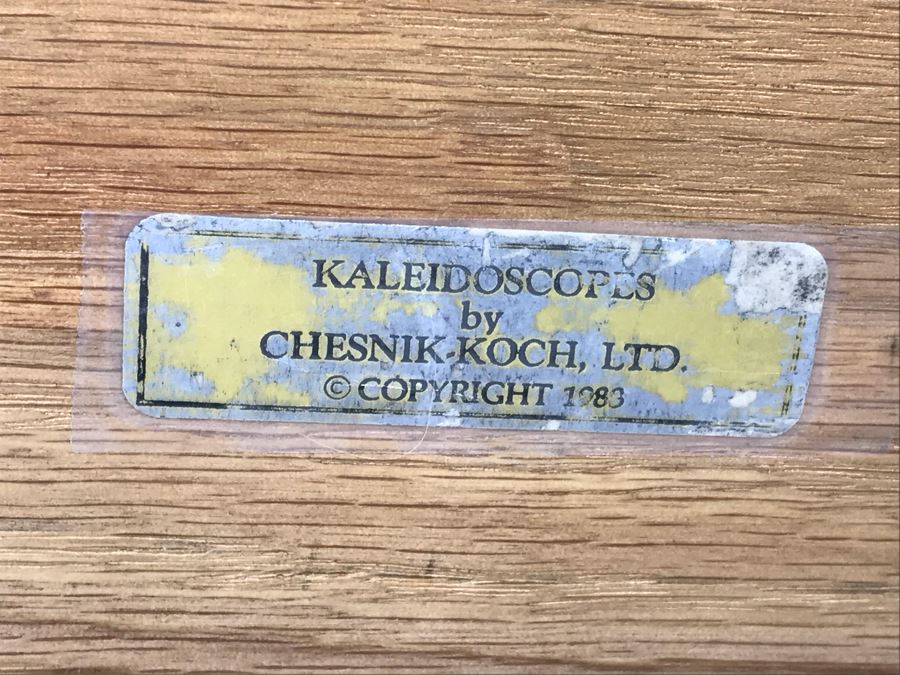 KALEIDOSCOPES
by
CHESNIK-KOCH, LTD.
© COPYRIGHT 1983